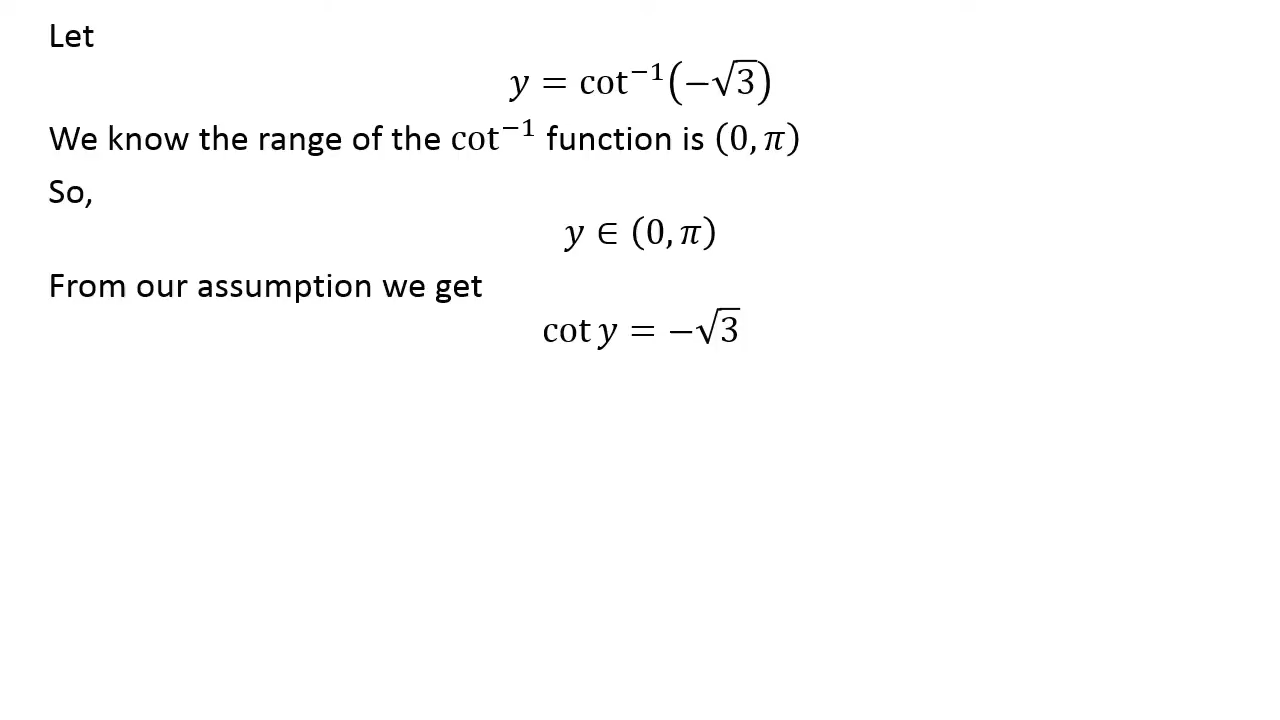 Let
y = cot⁻¹(−√3)
We know the range of the cot⁻¹ function is (0, π)
So,
y ∈ (0, π)
From our assumption we get
cot y = −√3